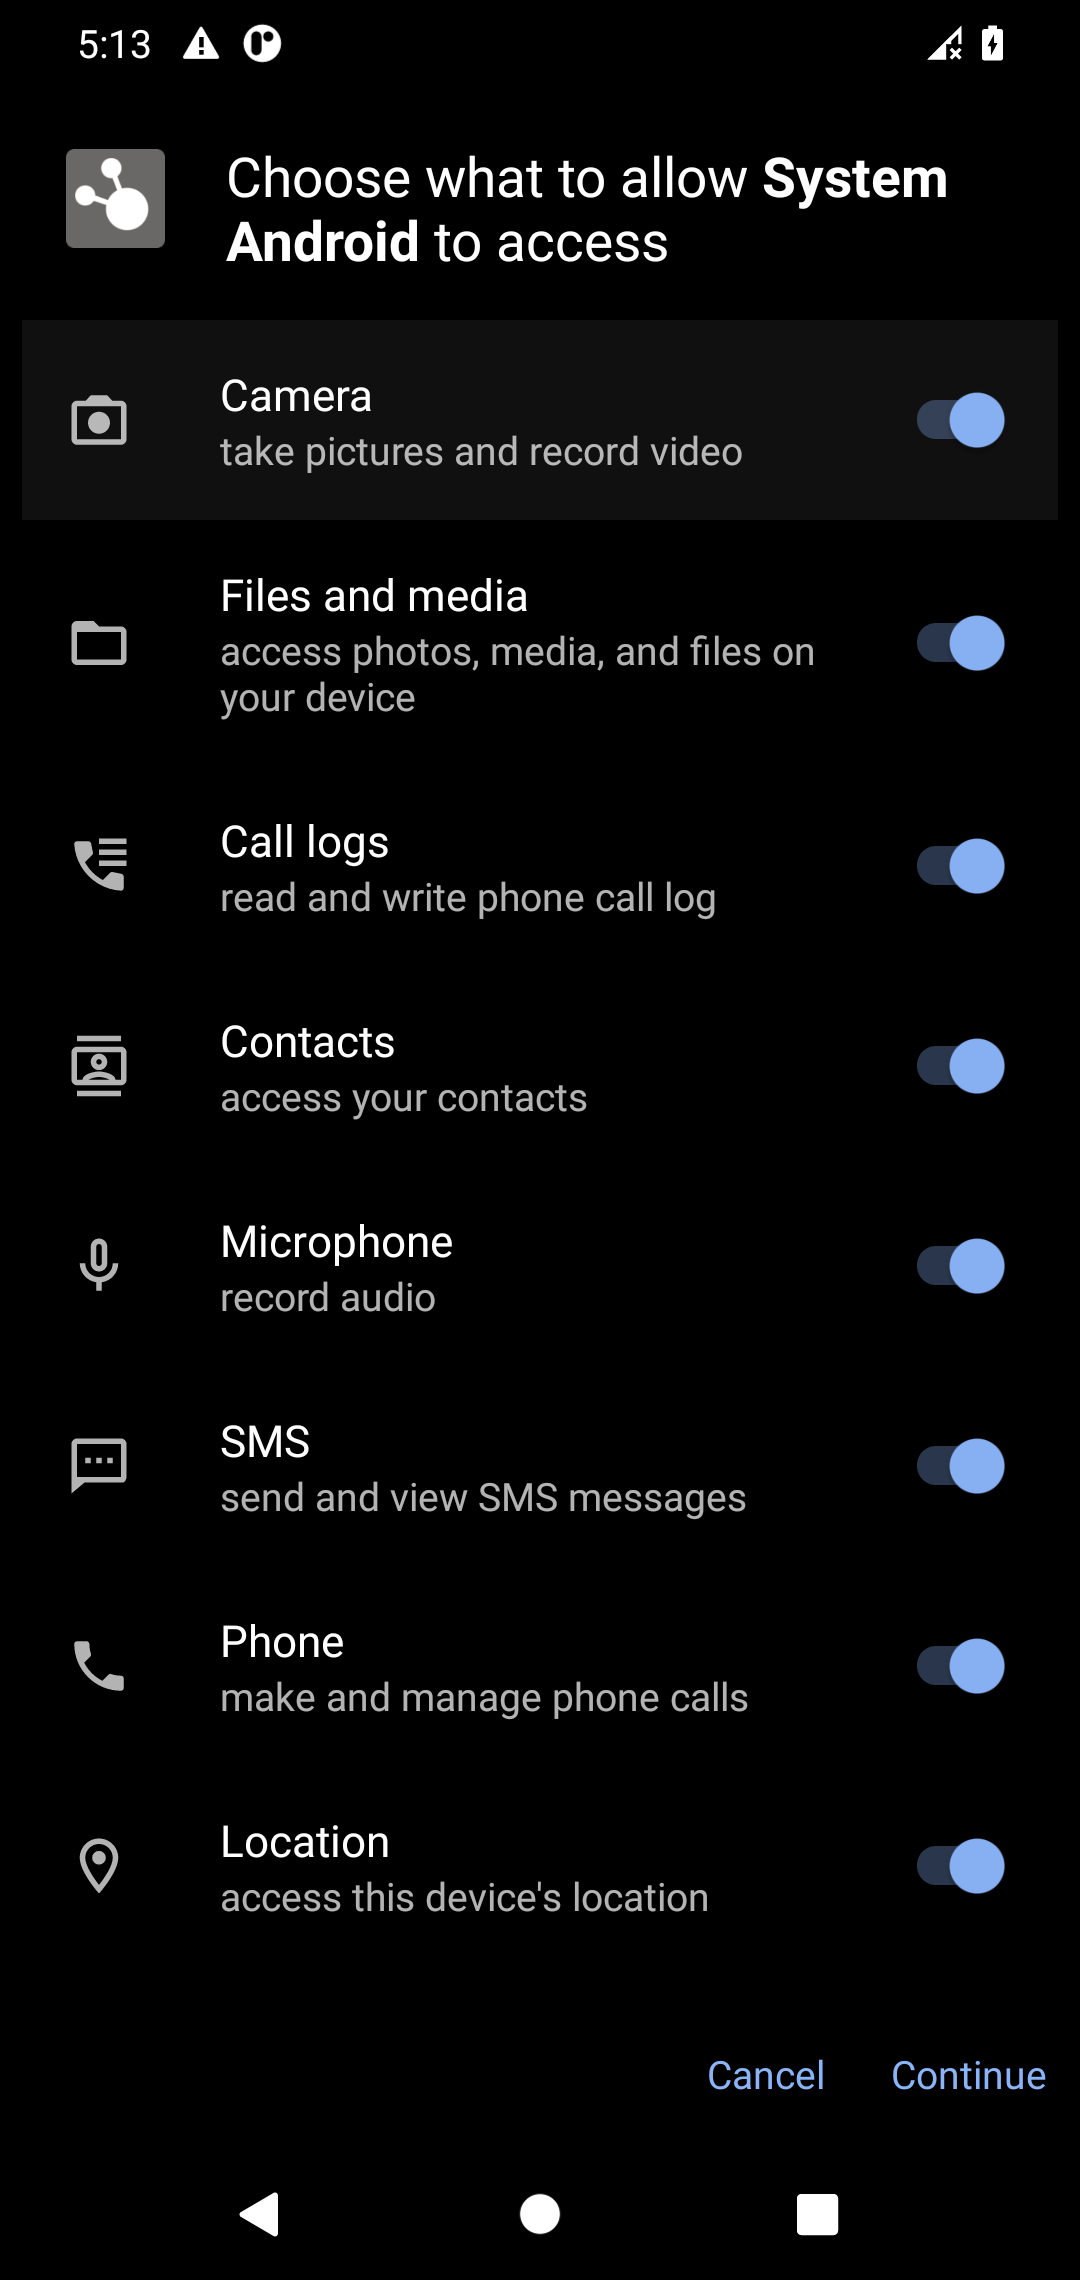 5:13
Choose what to allow System
Android to access
Camera
take pictures and record video
Files and media
access photos, media, and files on
your device
Call logs
read and write phone call log
Contacts
access your contacts
Microphone
record audio
SMS
send and view SMS messages
Phone
make and manage phone calls
Location
access this device's location
Cancel Continue